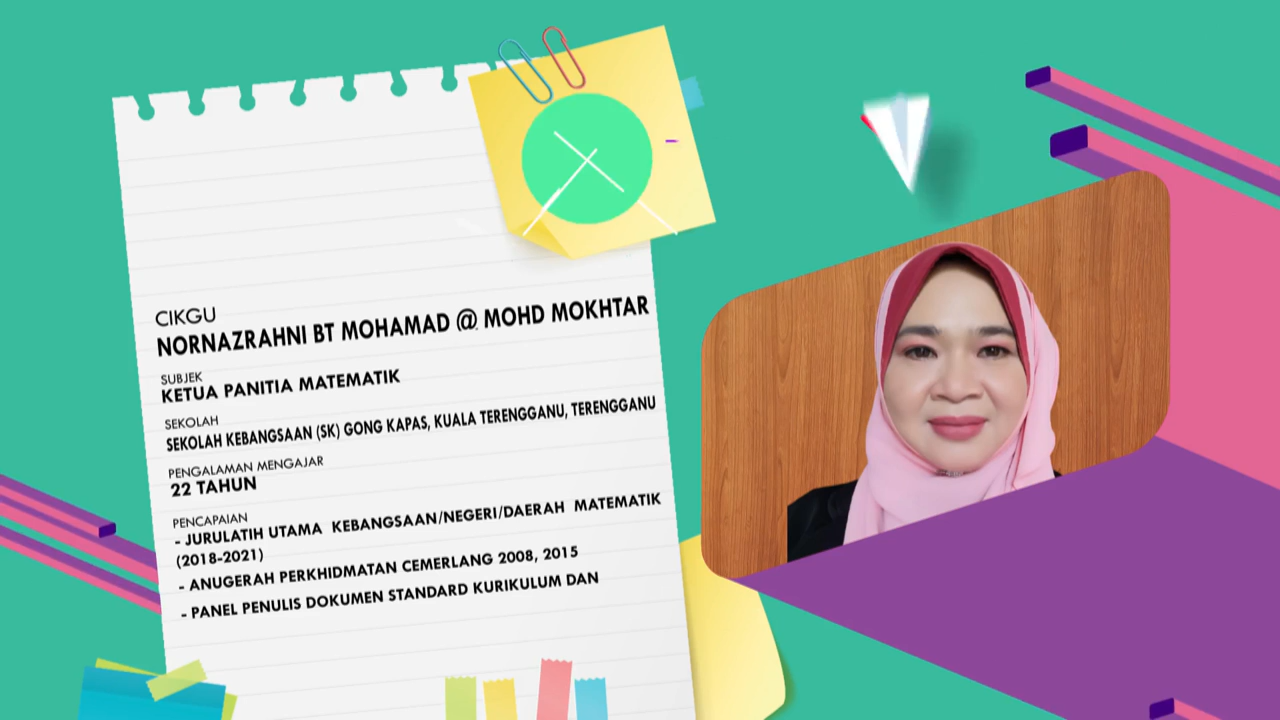 CIKGU
NORNAZRAHNI BT MOHAMAD @ MOHD MOKHTAR
SUBJEK
KETUA PANITIA MATEMATIK
SEKOLAH
SEKOLAH KEBANGSAAN (SK) GONG KAPAS, KUALA TERENGGANU, TERENGGANU
PENGALAMAN MENGAJAR
22 TAHUN
PENCAPAIAN
- JURULATIH UTAMA KEBANGSAAN/NEGERI/DAERAH MATEMATIK
(2018-2021)
- ANUGERAH PERKHIDMATAN CEMERLANG 2008, 2015
- PANEL PENULIS DOKUMEN STANDARD KURIKULUM DAN